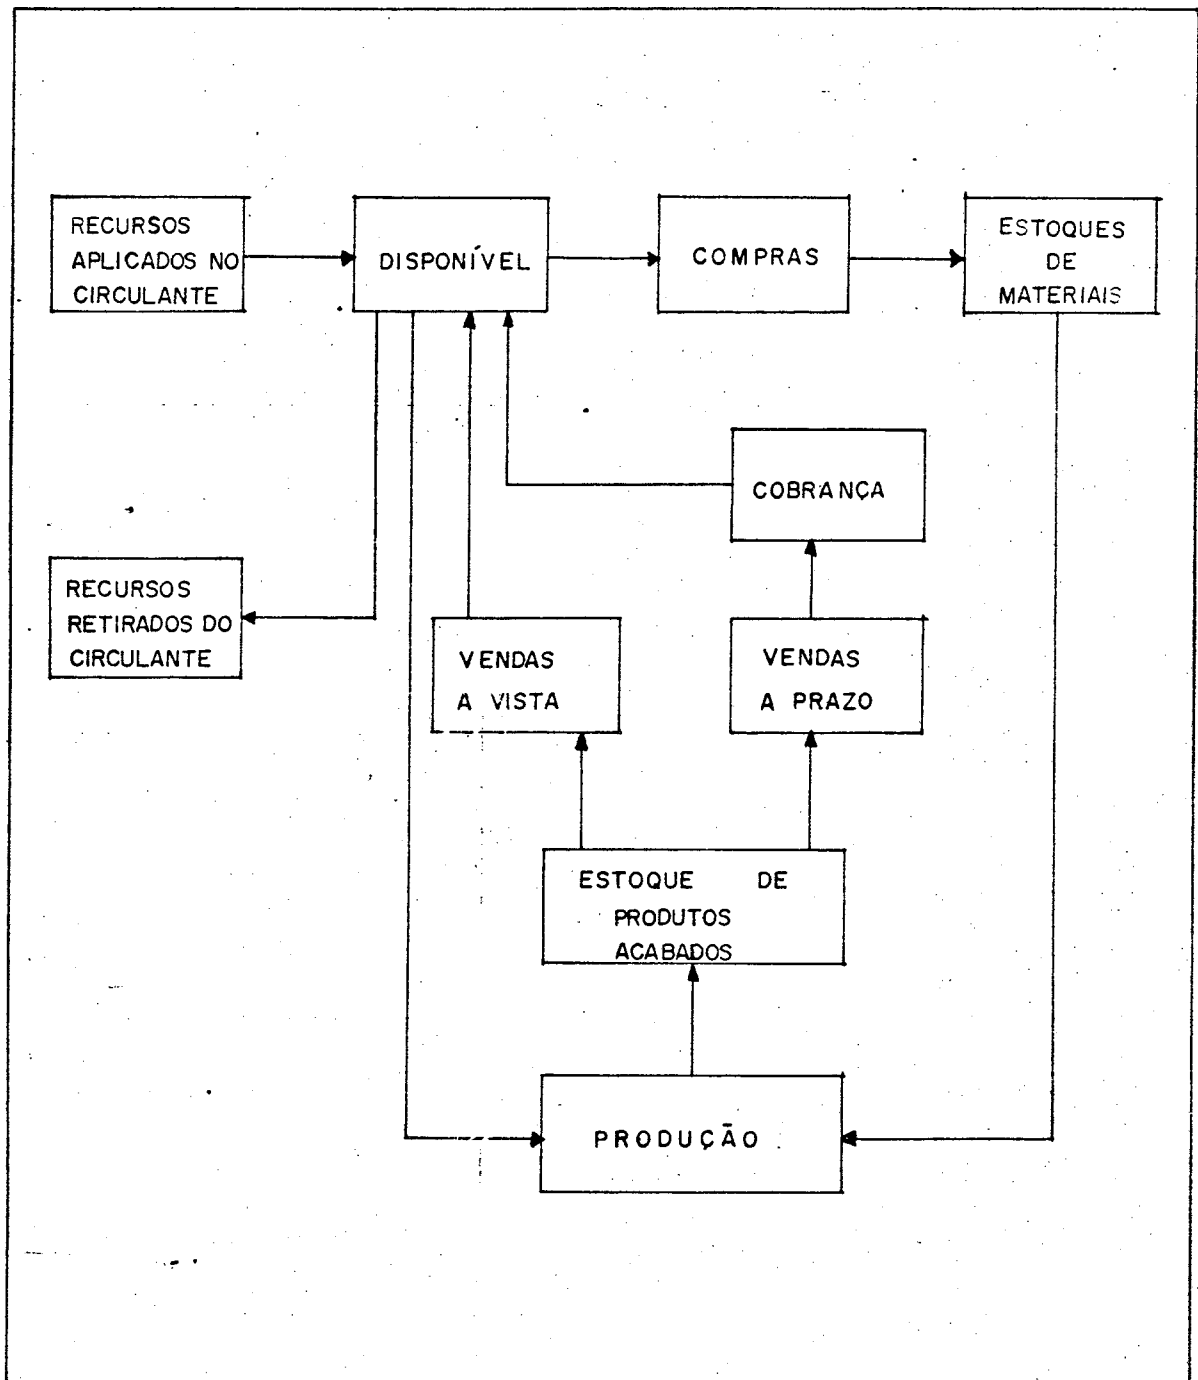 RECURSOS
APLICADOS NO
CIRCULANTE
DISPONÍVEL
COMPRAS
ESTOQUES
DE
MATERIAIS
COBRANÇA
RECURSOS
RETIRADOS DO
CIRCULANTE
VENDAS
A VISTA
VENDAS
A PRAZO
ESTOQUE DE
PRODUTOS
ACABADOS
PRODUÇÃO